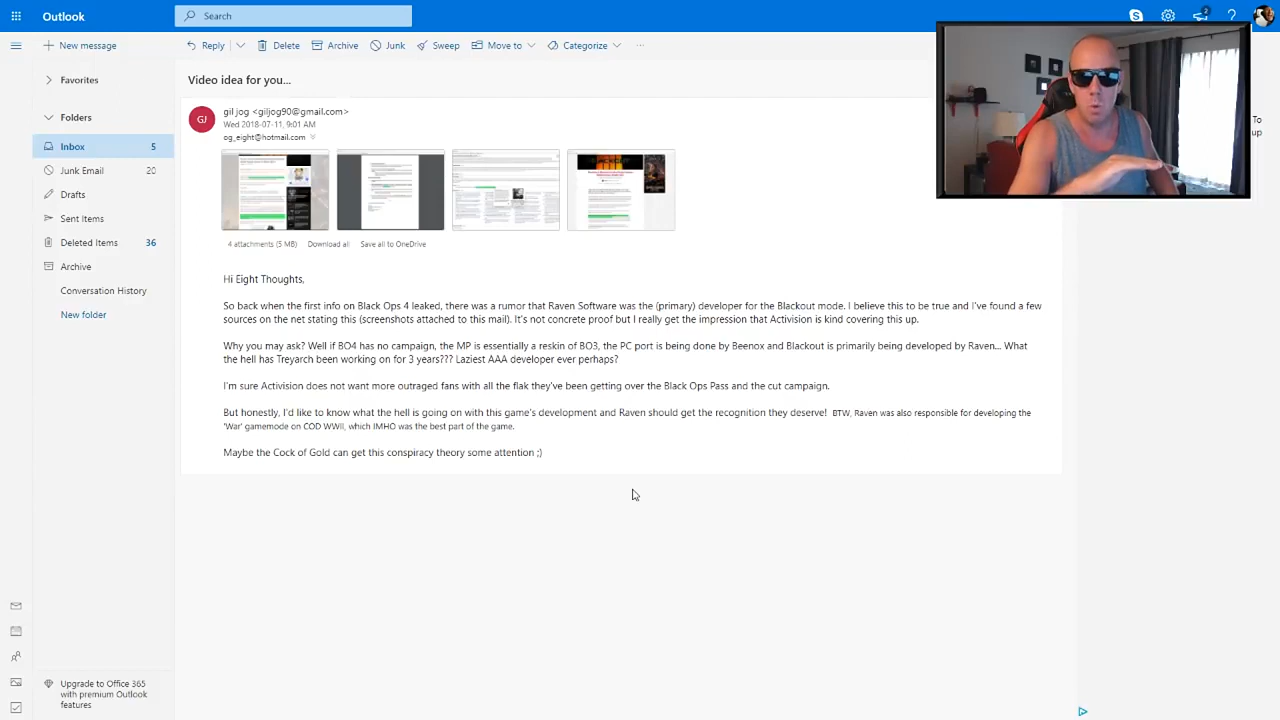 Outlook
Search
2
New message
Reply
Delete
Archive
Junk
Sweep
Move to
Categorize
Favorites
Folders
Inbox 5
Junk Email 20
Drafts
Sent Items
Deleted Items 36
Archive
Conversation History
New folder
Video idea for you...
GJ
gil jog <giljog90@gmail.com>
Wed 2018-07-11, 9:01 AM
og_eight@hotmail.com
4 attachments (5 MB) Download al Save all to OneDrive
Hi Eight Thoughts,
So back when the first info on Black Ops 4 leaked, there was a rumor that Raven Software was the (primary) developer for the Blackout mode. I believe this to be true and I've found a few
sources on the net stating this (screenshots attached to this mail). It's not concrete proof but I really get the impression that Activision is kind covering this up.
Why you may ask? Well if BO4 has no campaign, the MP is essentially a reskin of BO3, the PC port is being done by Beenox and Blackout is primarily being developed by Raven... What
the hell has Treyarch been working on for 3 years??? Laziest AAA developer ever perhaps?
I'm sure Activision does not want more outraged fans with all the flak they've been getting over the Black Ops Pass and the cut campaign.
But honestly, I'd like to know what the hell is going on with this game's development and Raven should get the recognition they deserve! BTW, Raven was also responsible for developing the
'War' gamemode on COD WWII, which IMHO was the best part of the game.
Maybe the Cock of Gold can get this conspiracy theory some attention ;)
To
up
Upgrade to Office 365
with premium Outlook
features